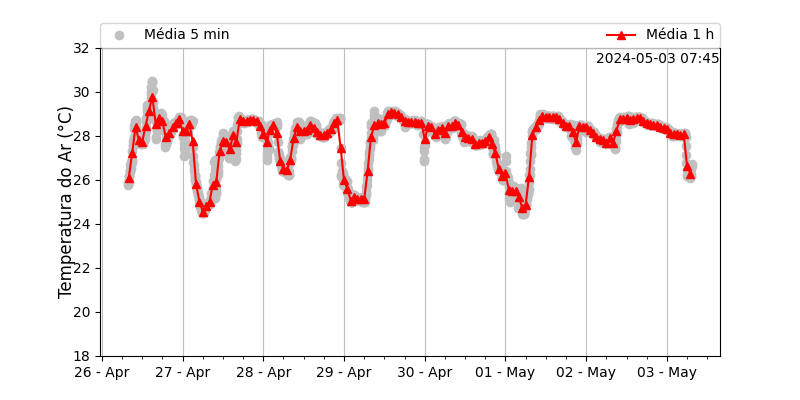 Média 5 min
Média 1 h
2024-05-03 07:45
Temperatura do Ar (°C)
32
30
28
26
24
22
20
18
26 - Apr
27 - Apr
28 - Apr
29 - Apr
30 - Apr
01 - May
02 - May
03 - May